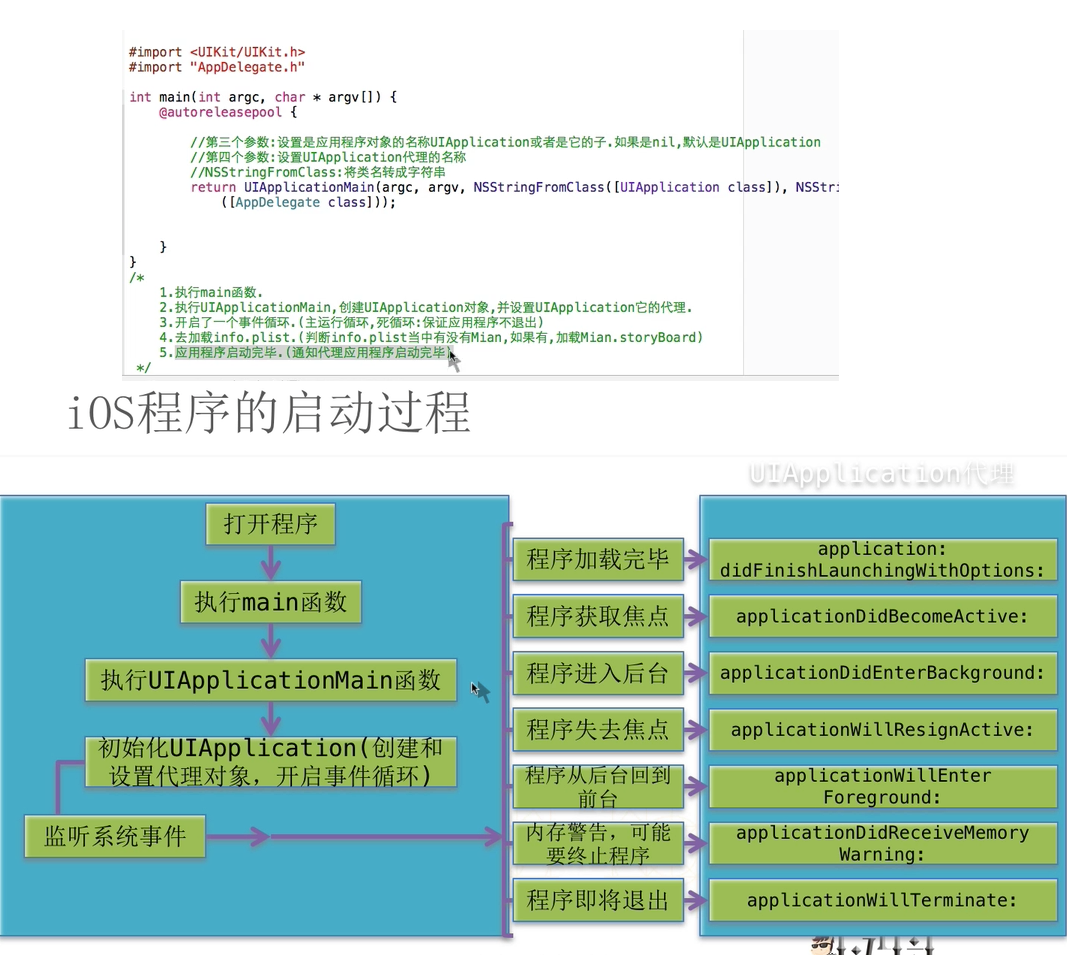 #import <UIKit/UIKit.h>
#import "AppDelegate.h"
int main(int argc, char * argv[]) {
@autoreleasepool {
//第三个参数:设置是应用程序对象的名称UIApplication或者是它的子.如果是nil,默认是UIApplication
//第四个参数:设置UIApplication代理的名称
//NSStringFromClass:将类名转成字符串
return UIApplicationMain(argc, argv, NSStringFromClass([UIApplication class]), NSStri
([AppDelegate class]));
}
}
/*
1.执行main函数.
2.执行UIApplicationMain,创建UIApplication对象,并设置UIApplication它的代理.
3.开启了一个事件循环.(主运行循环,死循环:保证应用程序不退出)
4.去加载info.plist.(判断info.plist当中有没有Mian,如果有,加载Mian.storyBoard)
5.应用程序启动完毕.(通知代理应用程序启动完毕)
*/
iOS程序的启动过程
UIApplication代理
打开程序
执行main函数
执行UIApplicationMain函数
初始化UIApplication(创建和
设置代理对象，开启事件循环)
监听系统事件
程序加载完毕
application:
didFinishLaunchingWithOptions:
程序获取焦点
applicationDidBecomeActive:
程序进入后台
applicationDidEnterBackground:
程序失去焦点
applicationWillResignActive:
程序从后台回到
前台
applicationWillEnter
Foreground:
内存警告，可能
要终止程序
applicationDidReceiveMemory
Warning:
程序即将退出
applicationWillTerminate: